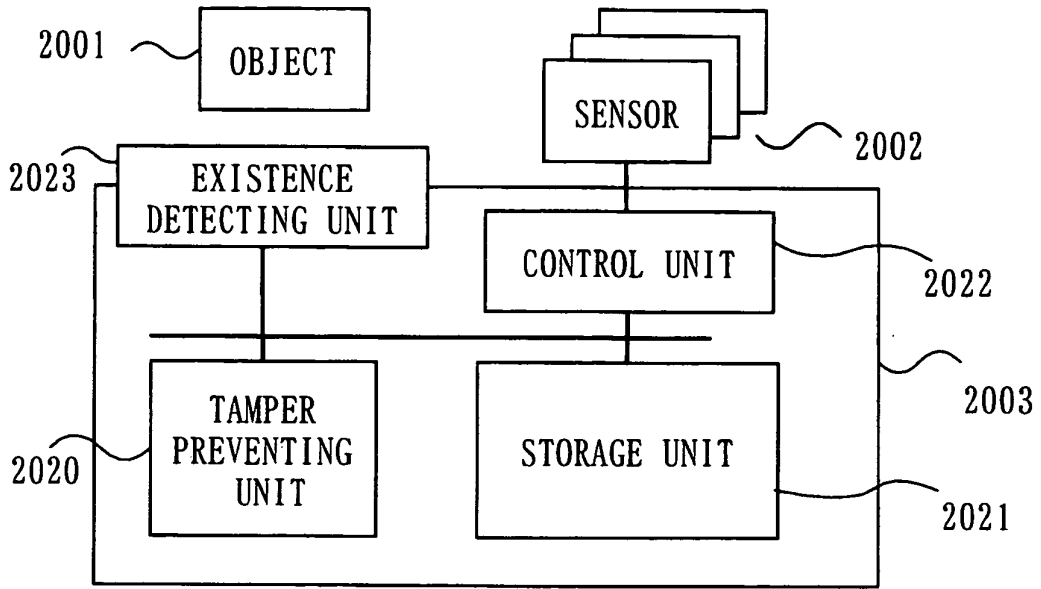 2001
OBJECT
SENSOR
2002
2023
EXISTENCE
DETECTING UNIT
CONTROL UNIT
2022
2003
TAMPER
PREVENTING
UNIT
2020
STORAGE UNIT
2021